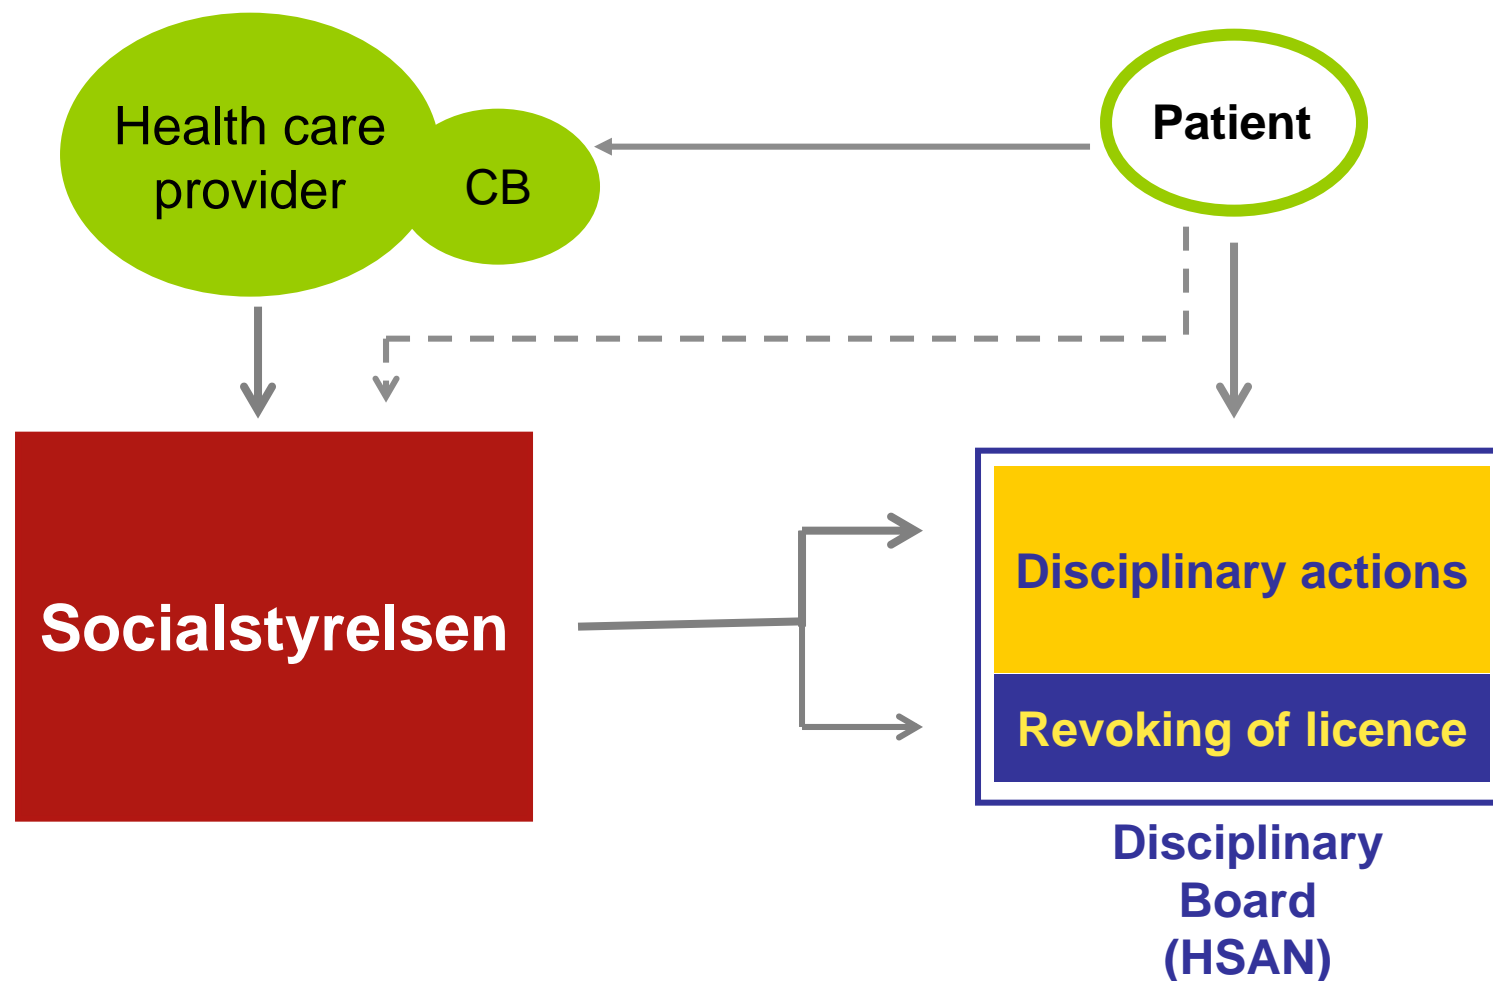 Health care
provider
CB
Patient
Socialstyrelsen
Disciplinary actions
Revoking of licence
Disciplinary
Board
(HSAN)